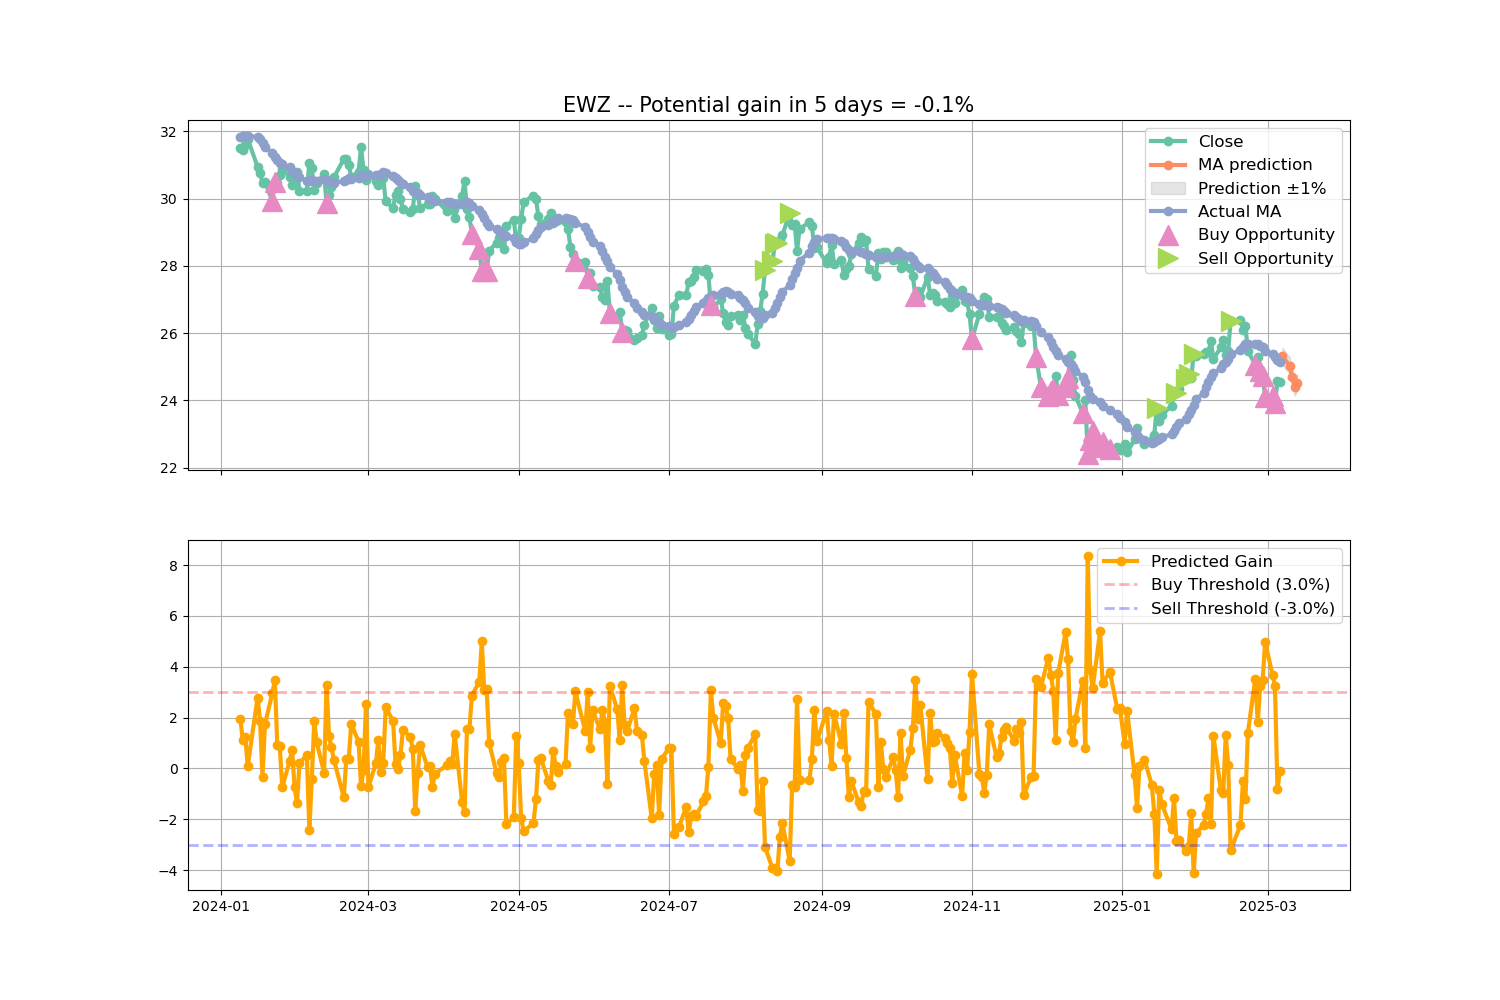 EWZ -- Potential gain in 5 days = -0.1%
32
30
28
26
24
22
Close
MA prediction
Prediction ±1%
Actual MA
Buy Opportunity
Sell Opportunity
8
6
4
2
0
−2
−4
Predicted Gain
Buy Threshold (3.0%)
Sell Threshold (-3.0%)
2024-01 2024-03 2024-05 2024-07 2024-09 2024-11 2025-01 2025-03